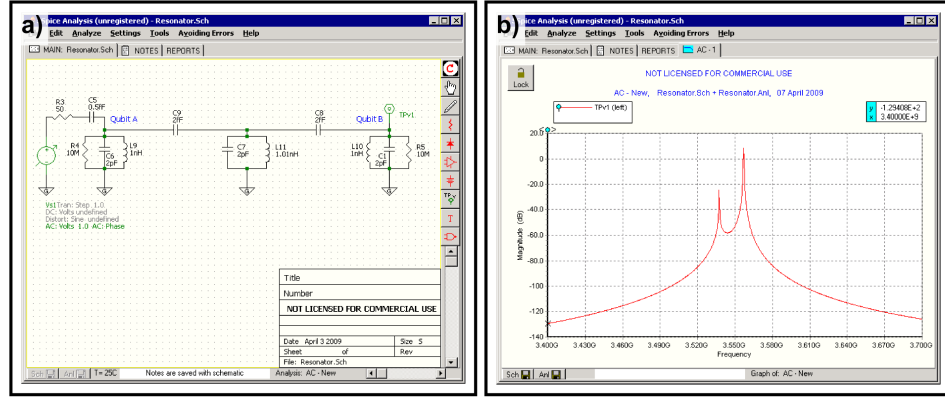 a)
pice Analysis (unregistered) - Resonator.Sch
Edit Analyze Settings Tools Avoiding Errors Help
MAIN: Resonator.Sch NOTES REPORTS
R3
50
C5
0.5fF
Qubit A
C9
2fF
C8
2fF
Qubit B
TPv1
R4
10M
C6
2pF
L9
1nH
C7
2pF
L11
1.01nH
L10
1nH
C1
2pF
R5
10M
Vs1 Tran: Step 1.0
DC: Volts undefined
Distort: Sine undefined
AC: Volts 1.0 AC: Phase
TP.v
T
Title
Number
NOT LICENSED FOR COMMERCIAL USE
Date April 3 2009 Size S
Sheet of Rev
File: Resonator.Sch
Sch Anl T= 25C Notes are saved with schematic Analysis: AC - New
b)
ice Analysis (unregistered) - Resonator.Sch
Edit Analyze Settings Tools Avoiding Errors Help
MAIN: Resonator.Sch NOTES REPORTS AC - 1
Lock
NOT LICENSED FOR COMMERCIAL USE
AC - New, Resonator.Sch + Resonator.Anl, 07 April 2009
TPv1 (left)
y -1.29408E+2
x 3.40000E+9
20.0
0
-20.0
-40.0
-60.0
-80.0
-100
-120
-140
Magnitude (dB)
3.400G 3.430G 3.460G 3.490G 3.520G 3.550G 3.580G 3.610G 3.640G 3.670G 3.700G
Frequency
Sch Anl Graph of: AC - New